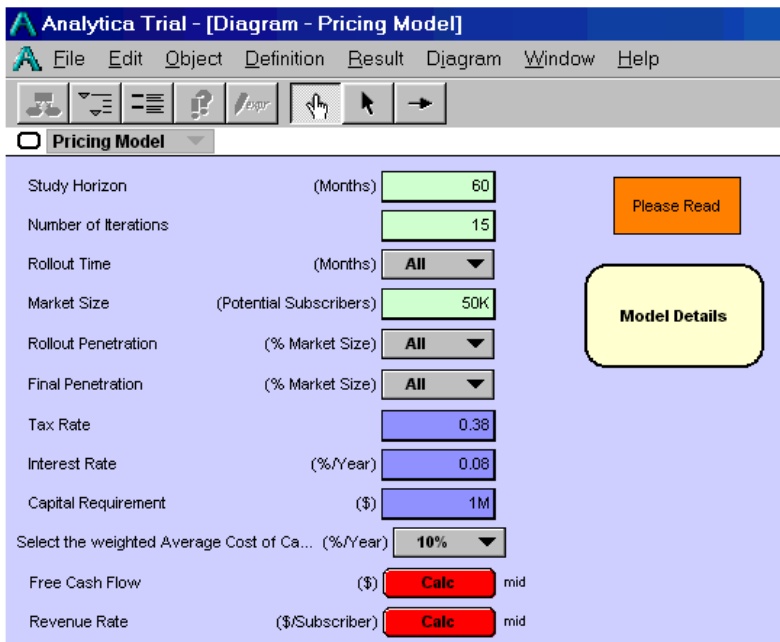 Analytica Trial - [Diagram - Pricing Model]
File Edit Object Definition Result Diagram Window Help
expr
Pricing Model
Study Horizon (Months) 60
Please Read
Number of Iterations 15
Rollout Time (Months) All
Market Size (Potential Subscribers) 50K
Model Details
Rollout Penetration (% Market Size) All
Final Penetration (% Market Size) All
Tax Rate 0.38
Interest Rate (%/Year) 0.08
Capital Requirement ($) 1M
Select the weighted Average Cost of Ca... (%/Year) 10%
Free Cash Flow ($) Calc mid
Revenue Rate ($/Subscriber) Calc mid